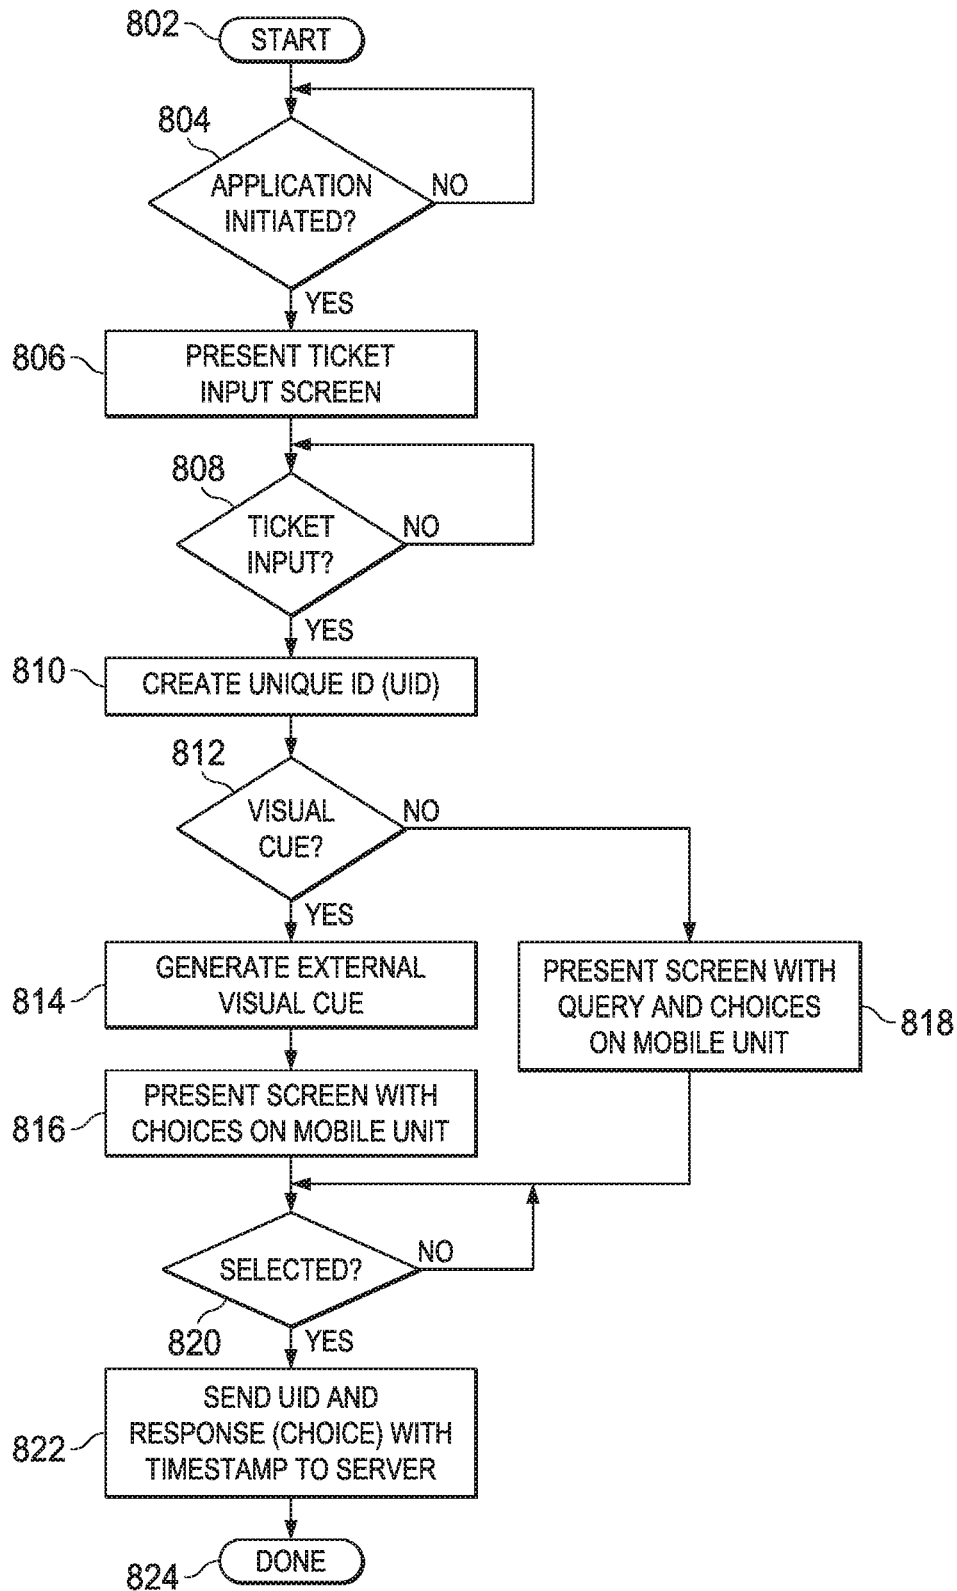 802
START
804
APPLICATION
INITIATED?
NO
YES
806
PRESENT TICKET
INPUT SCREEN
808
TICKET
INPUT?
NO
YES
810
CREATE UNIQUE ID (UID)
812
VISUAL
CUE?
NO
YES
814
GENERATE EXTERNAL
VISUAL CUE
PRESENT SCREEN WITH
QUERY AND CHOICES
ON MOBILE UNIT
818
816
PRESENT SCREEN WITH
CHOICES ON MOBILE UNIT
SELECTED?
NO
820
YES
822
SEND UID AND
RESPONSE (CHOICE) WITH
TIMESTAMP TO SERVER
824
DONE